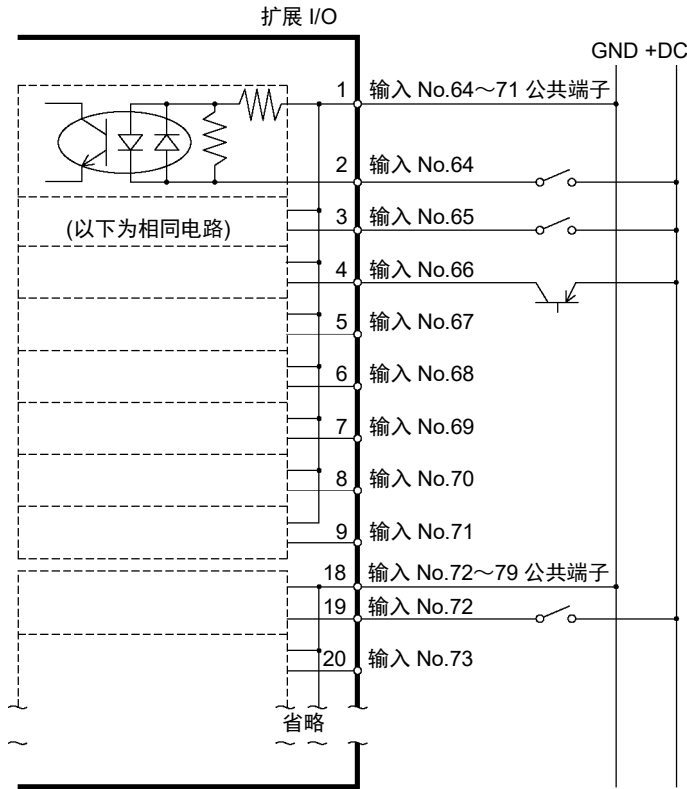 扩展 I/O
GND +DC
1 输入 No.64～71 公共端子
2 输入 No.64
(以下为相同电路)
3 输入 No.65
4 输入 No.66
5 输入 No.67
6 输入 No.68
7 输入 No.69
8 输入 No.70
9 输入 No.71
18 输入 No.72～79 公共端子
19 输入 No.72
20 输入 No.73
省略